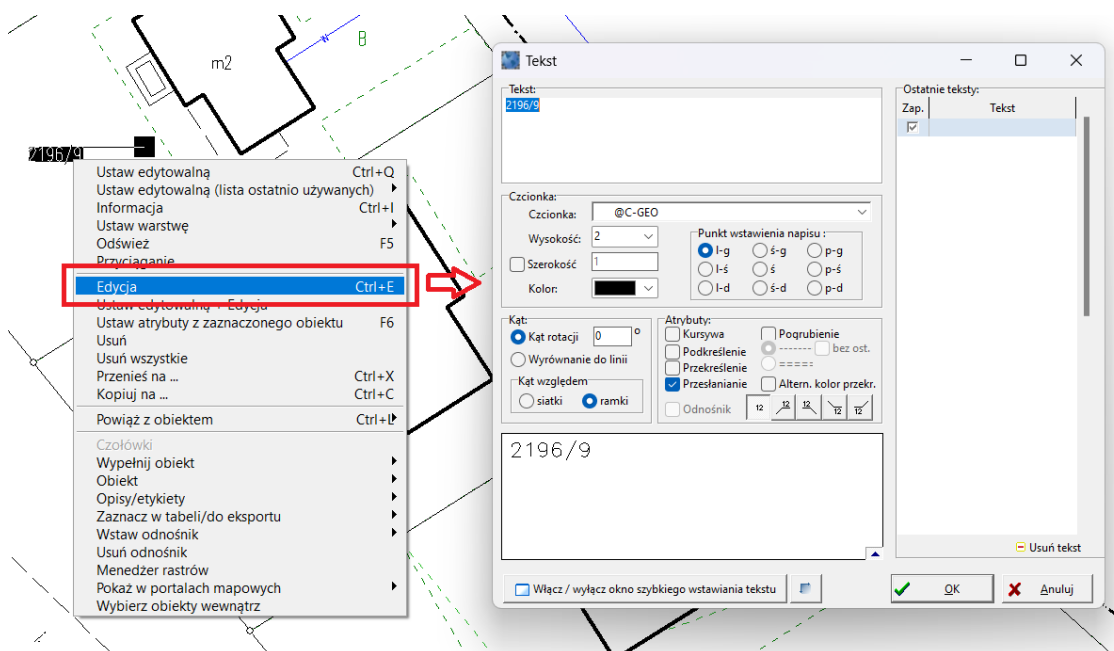 m2
B
2196/9
Ustaw edytowalną Ctrl+Q
Ustaw edytowalną (lista ostatnio używanych)
Informacja Ctrl+I
Ustaw warstwę
Odśwież F5
Przyciąganie
Edycja Ctrl+E
Ustaw edytowalną + Edycja
Ustaw atrybuty z zaznaczonego obiektu F6
Usuń
Usuń wszystkie
Przenieś na ... Ctrl+X
Kopiuj na ... Ctrl+C
Powiąż z obiektem Ctrl+L
Czołówki
Wypełnij obiekt
Obiekt
Opisy/etykiety
Zaznacz w tabeli/do eksportu
Wstaw odnośnik
Usuń odnośnik
Menedżer rastrów
Pokaż w portalach mapowych
Wybierz obiekty wewnątrz
Tekst
Tekst:
2196/9
Czcionka:
Czcionka: @C-GEO
Wysokość: 2
Szerokość 1
Kolor:
Punkt wstawienia napisu :
l-g ś-g p-g
l-ś ś p-ś
l-d ś-d p-d
Kąt:
Kąt rotacji 0 °
Wyrównanie do linii
Kąt względem
siatki ramki
Atrybuty:
Kursywa Pogrubienie
Podkreślenie ------- bez ost.
Przekreślenie =====
Przesłanianie Altern. kolor przekr.
Odnośnik 12 12 12 12 12
2196/9
Włącz / wyłącz okno szybkiego wstawiania tekstu
Ostatnie teksty:
Zap. Tekst
Usuń tekst
OK Anuluj